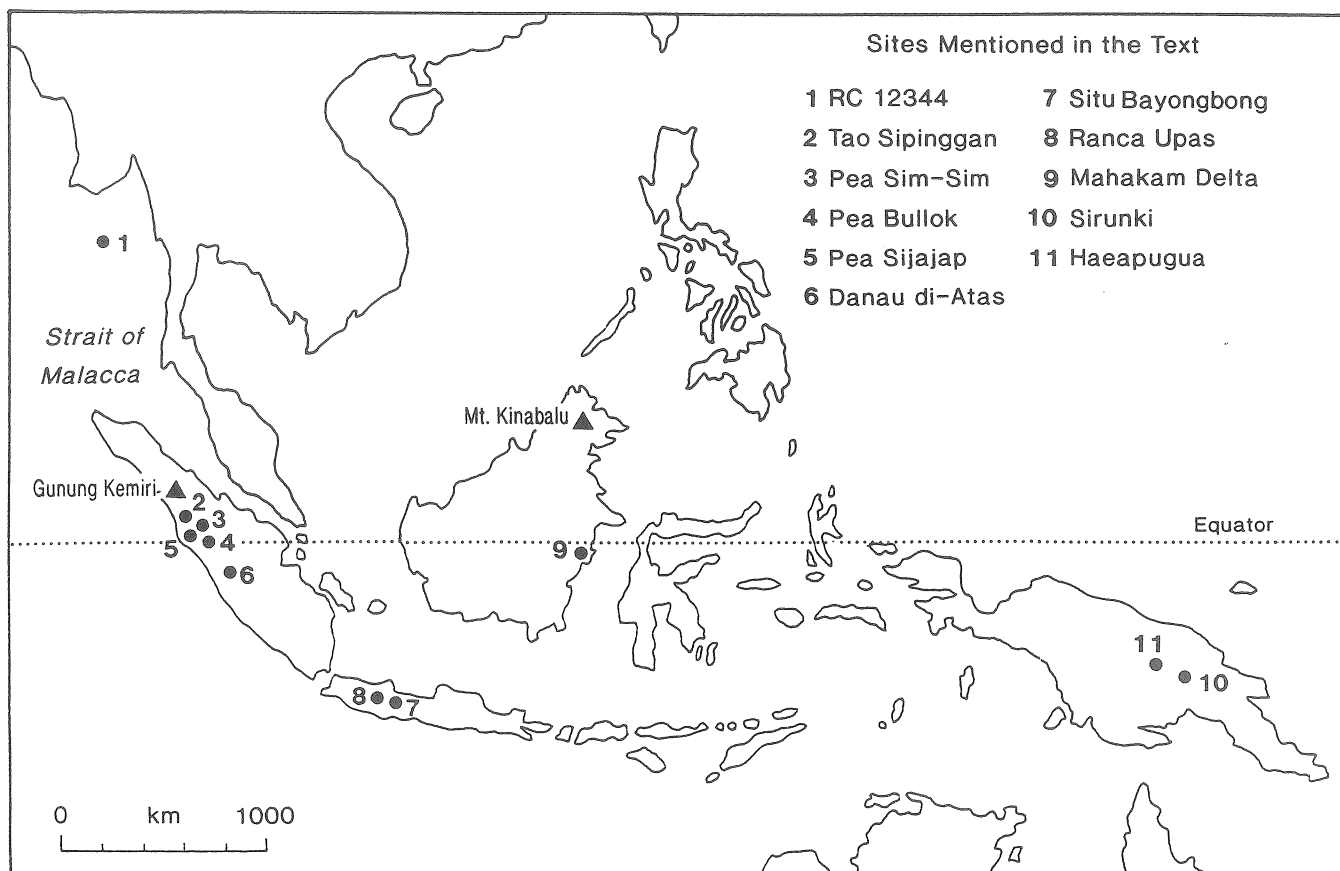 Sites Mentioned in the Text
1 RC 12344
2 Tao Sipinggan
3 Pea Sim-Sim
4 Pea Bullok
5 Pea Sijajap
6 Danau di-Atas
7 Situ Bayongbong
8 Ranca Upas
9 Mahakam Delta
10 Sirunki
11 Haeapugua
1
Strait of
Malacca
Mt. Kinabalu
Gunung Kemiri
2
3
5
4
6
9
Equator
11
10
8
7
0 km 1000